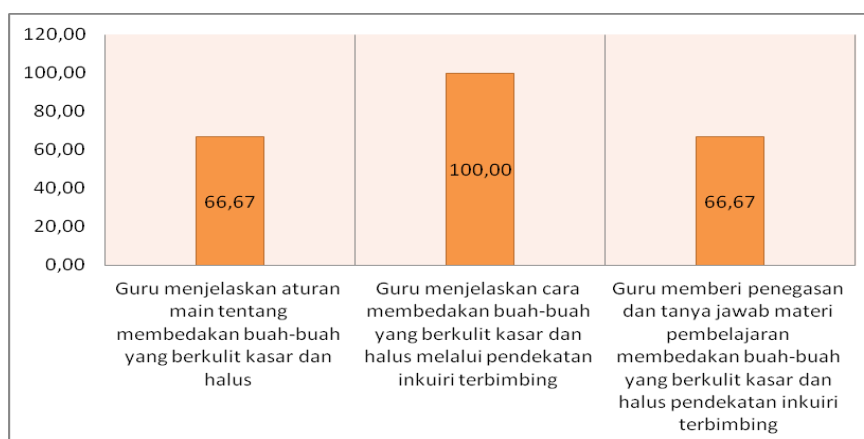 120,00
100,00
80,00
60,00
40,00
20,00
0,00
66,67
100,00
66,67
Guru menjelaskan aturan
main tentang
membedakan buah-buah
yang berkulit kasar dan
halus
Guru menjelaskan cara
membedakan buah-buah
yang berkulit kasar dan
halus melalui pendekatan
inkuiri terbimbing
Guru memberi penegasan
dan tanya jawab materi
pembelajaran
membedakan buah-buah
yang berkulit kasar dan
halus pendekatan inkuiri
terbimbing